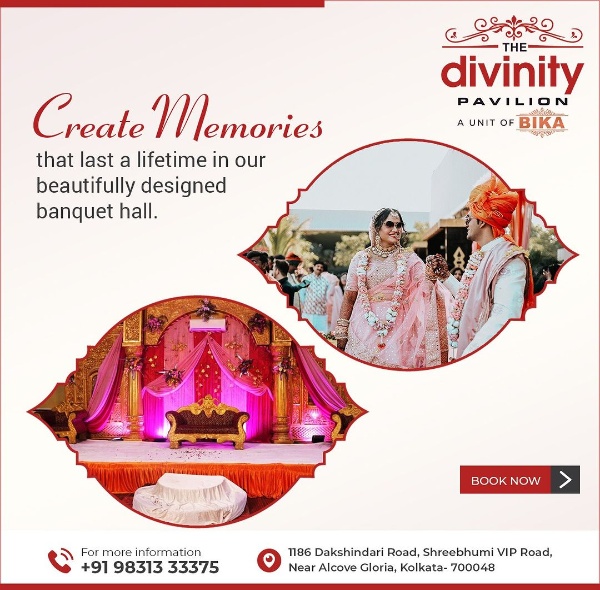 THE
divinity
PAVILION
A UNIT OF BIKA
Create Memories
that last a lifetime in our
beautifully designed
banquet hall.
BOOK NOW
For more information
+91 98313 33375
1186 Dakshindari Road, Shreebhumi VIP Road,
Near Alcove Gloria, Kolkata- 700048